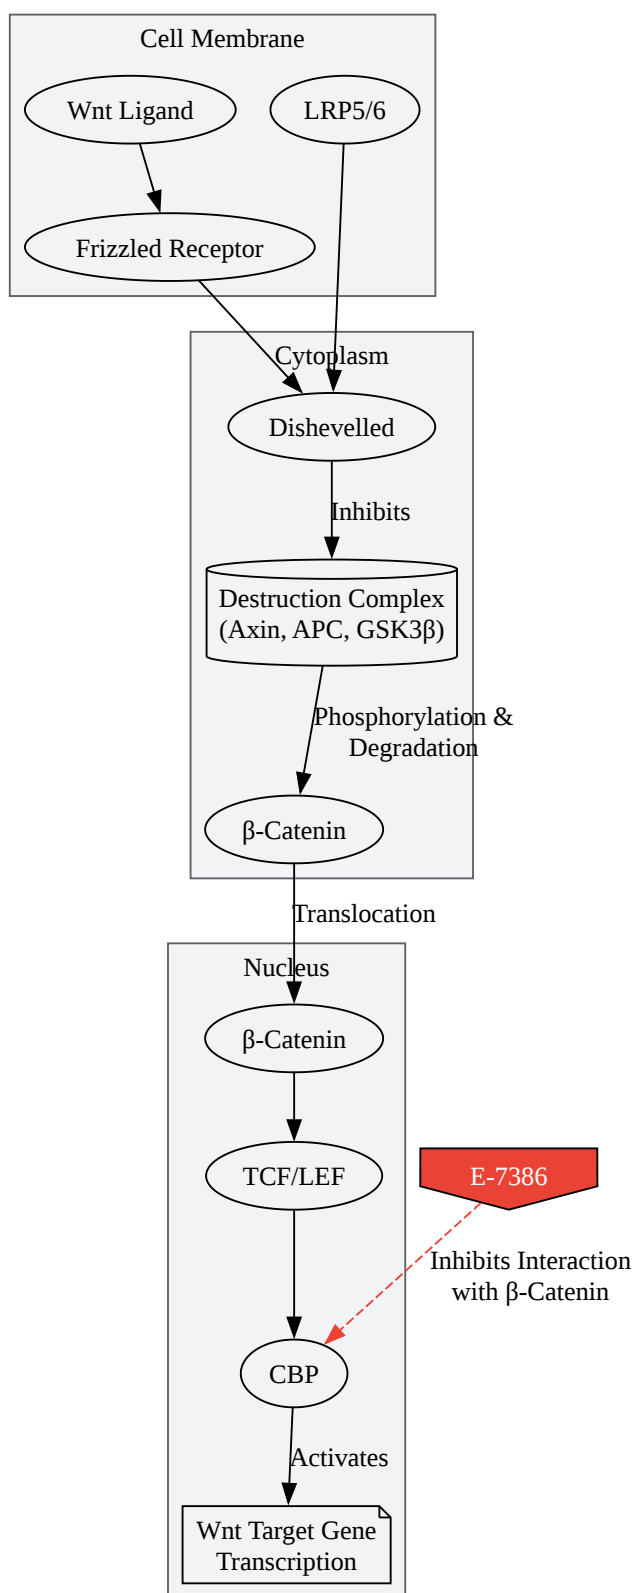 Cell Membrane
Wnt Ligand
LRP5/6
Frizzled Receptor
Cytoplasm
Dishevelled
Inhibits
Destruction Complex
(Axin, APC, GSK3β)
Phosphorylation &
Degradation
β-Catenin
Translocation
Nucleus
β-Catenin
TCF/LEF
E-7386
Inhibits Interaction
with β-Catenin
CBP
Activates
Wnt Target Gene
Transcription